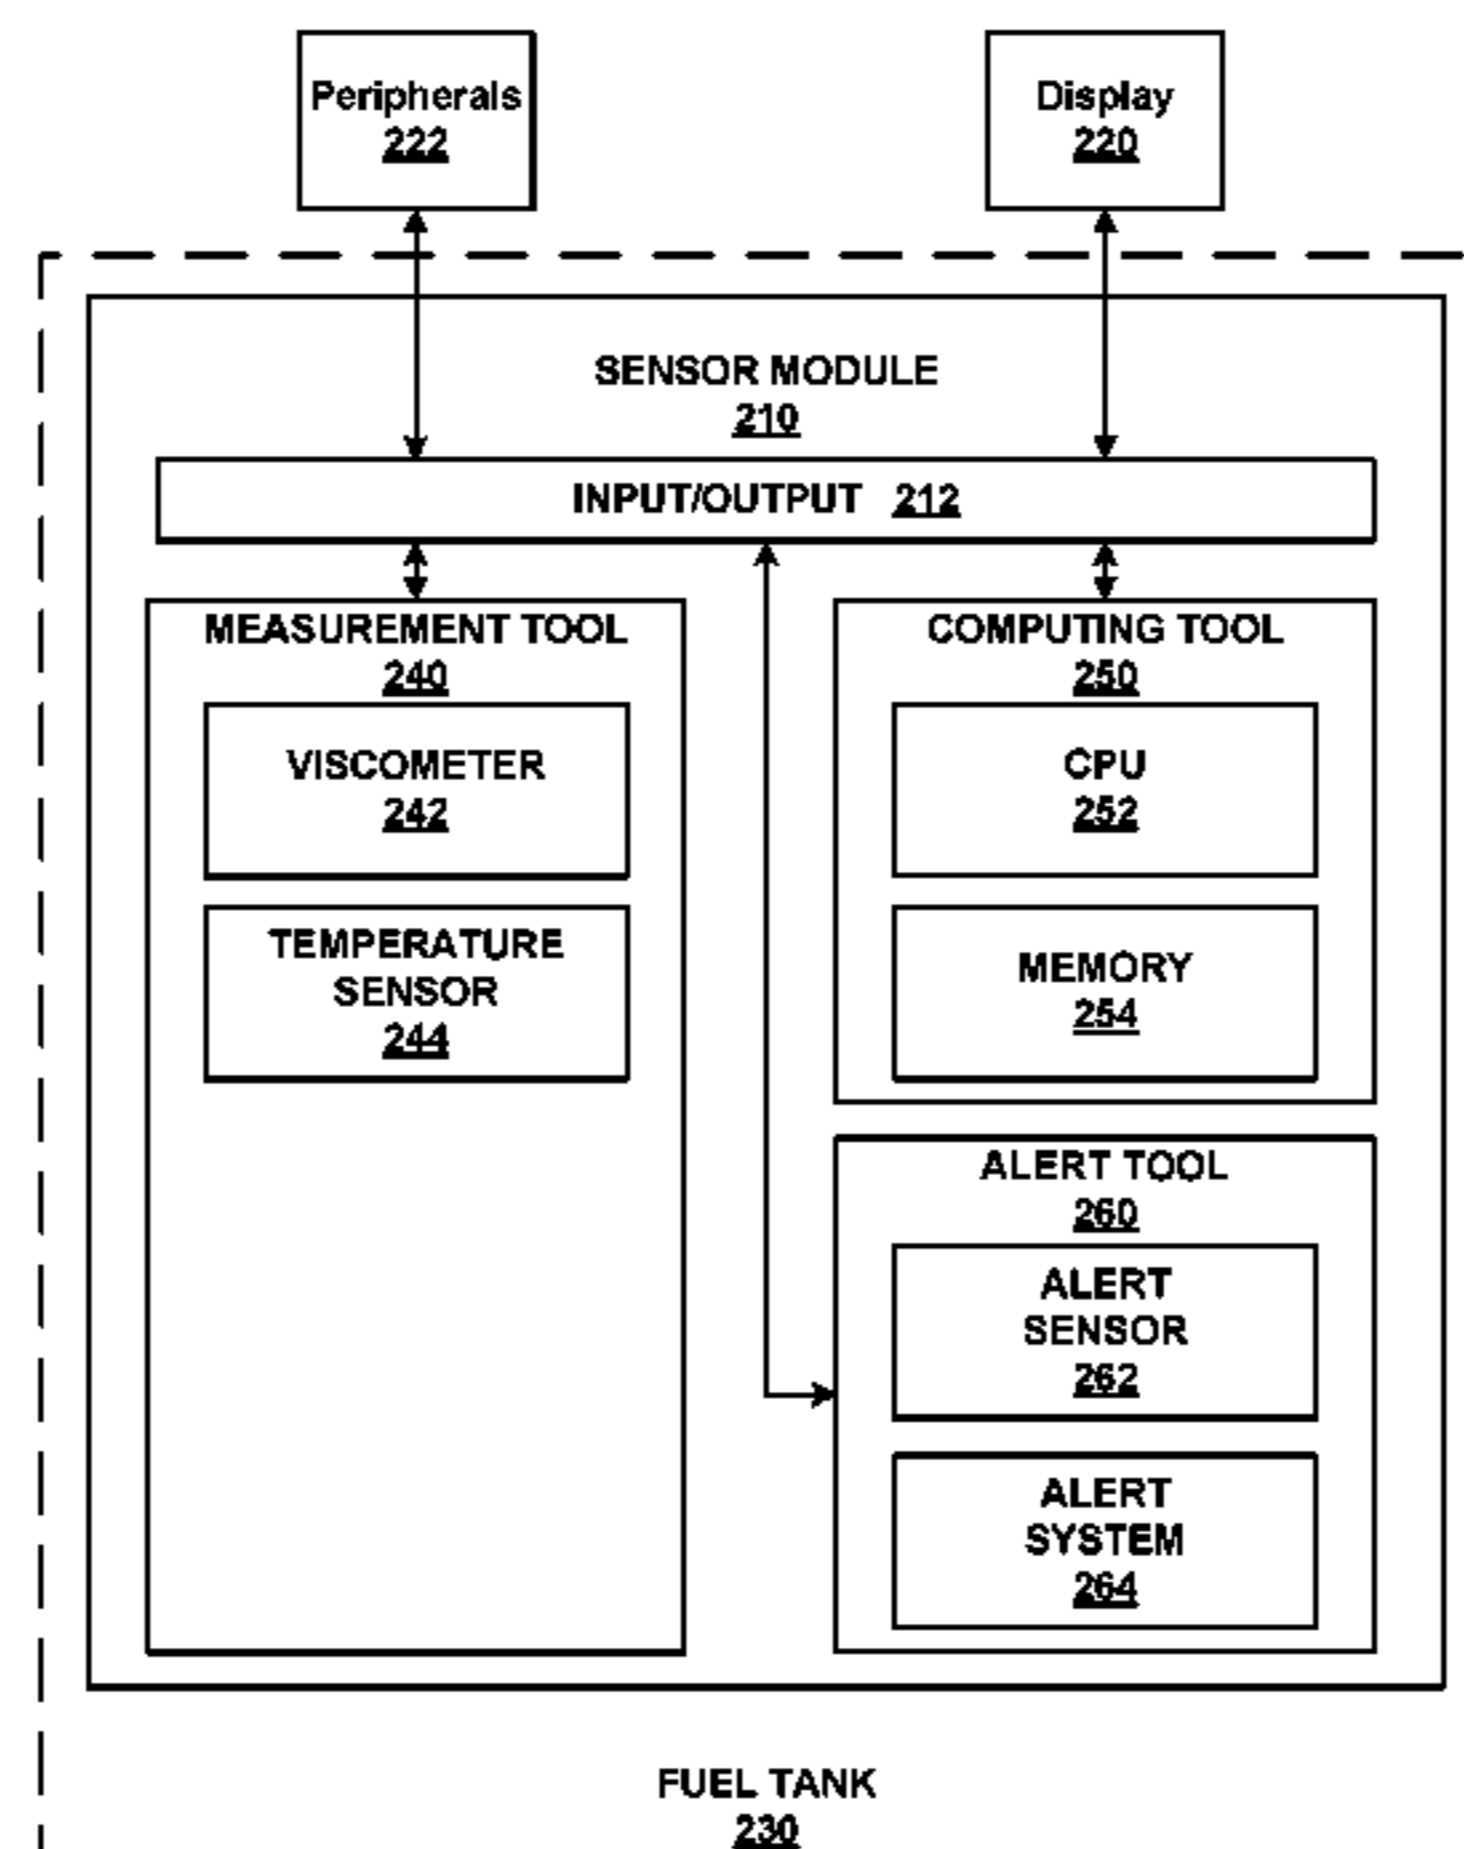 Peripherals
222
Display
220
SENSOR MODULE
210
INPUT/OUTPUT 212
MEASUREMENT TOOL
240
VISCOMETER
242
TEMPERATURE
SENSOR
244
COMPUTING TOOL
250
CPU
252
MEMORY
254
ALERT TOOL
260
ALERT
SENSOR
262
ALERT
SYSTEM
264
FUEL TANK
230